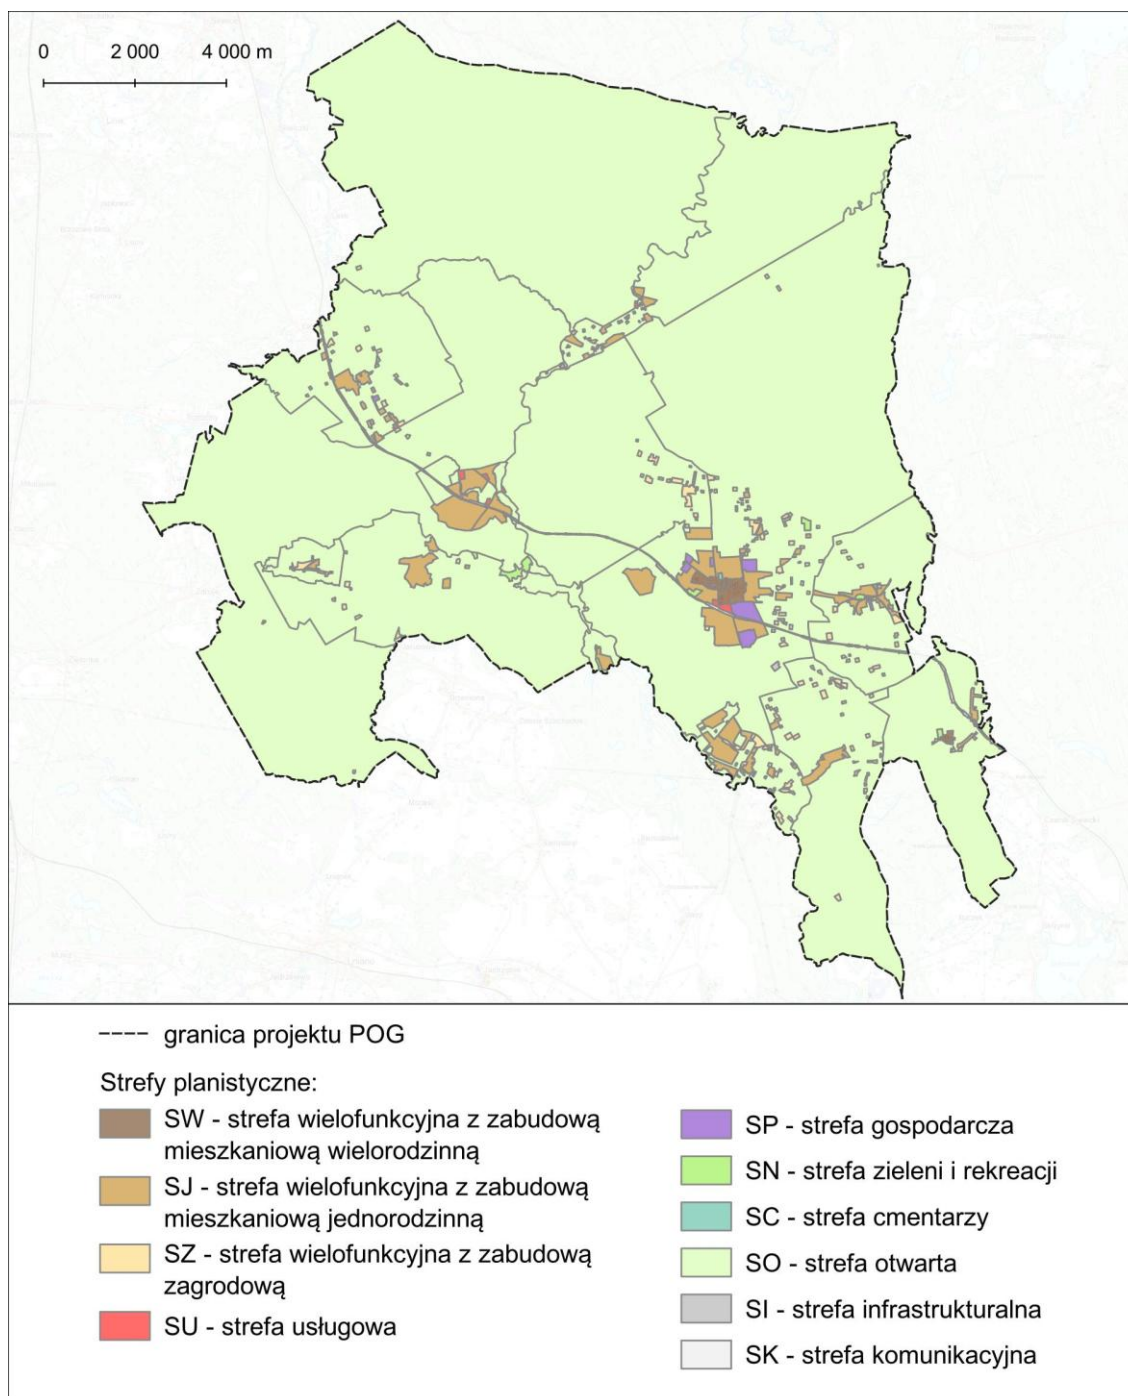 0 2 000 4 000 m
granica projektu POG
Strefy planistyczne:
SW - strefa wielofunkcyjna z zabudową
mieszkaniową wielorodzinną
SJ - strefa wielofunkcyjna z zabudową
mieszkaniową jednorodzinną
SZ - strefa wielofunkcyjna z zabudową
zagrodową
SU - strefa usługowa
SP - strefa gospodarcza
SN - strefa zieleni i rekreacji
SC - strefa cmentarzy
SO - strefa otwarta
SI - strefa infrastrukturalna
SK - strefa komunikacyjna